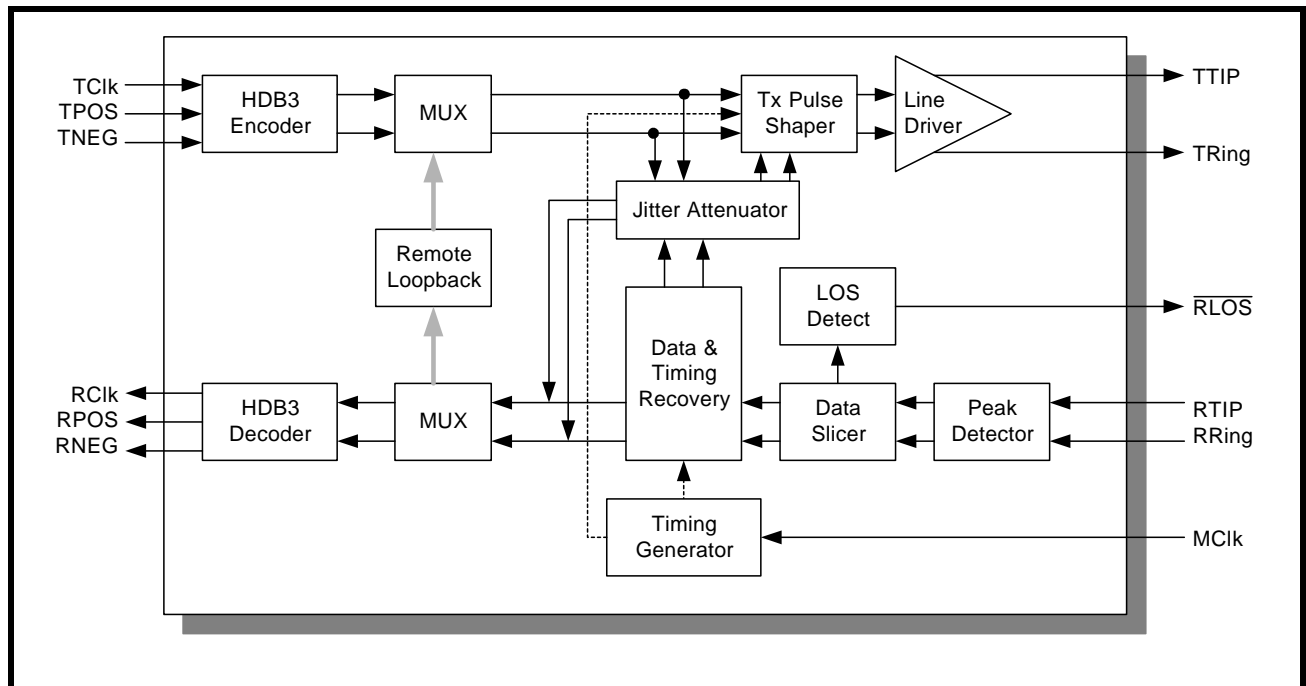 TClk
TPOS
TNEG
HDB3
Encoder
MUX
Tx Pulse
Shaper
Line
Driver
TTIP
TRing
Jitter Attenuator
Remote
Loopback
LOS
Detect
RLOS
Data &
Timing
Recovery
RClk
RPOS
RNEG
HDB3
Decoder
MUX
Data
Slicer
Peak
Detector
RTIP
RRing
Timing
Generator
MClk